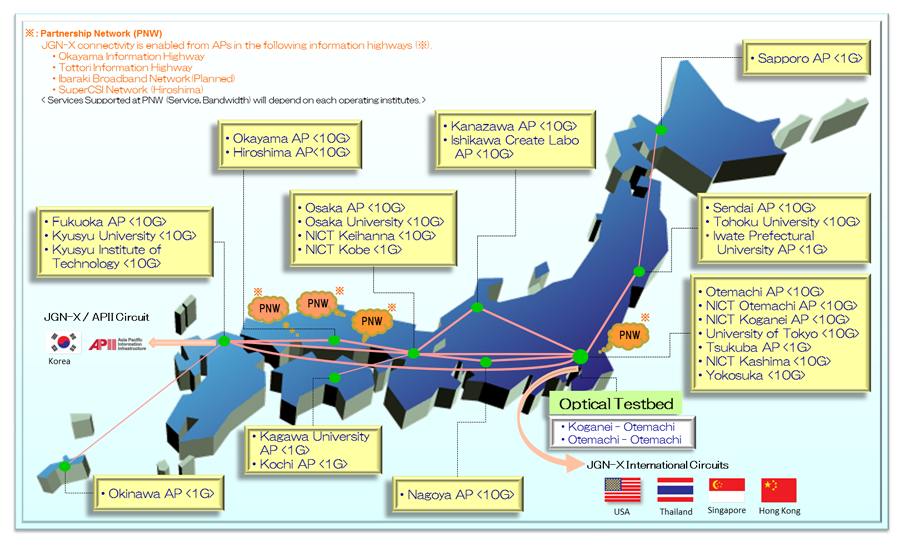 ※ : Partnership Network (PNW)
JGN-X connectivity is enabled from APs in the following information highways (※).
• Okayama Information Highway
• Tottori Information Highway
• Ibaraki Broadband Network(Planned)
• SuperCSI Network (Hiroshima)
< Services Supported at PNW (Service, Bandwidth) will depend on each operating institutes.>
• Sapporo AP <1G>
• Okayama AP <10G>
• Hiroshima AP<10G>
• Kanazawa AP <10G>
• Ishikawa Create Labo
AP <10G>
• Fukuoka AP <10G>
• Kyusyu University <10G>
• Kyusyu Institute of
Technology <10G>
• Osaka AP <10G>
• Osaka University <10G>
• NICT Keihanna <10G>
• NICT Kobe <1G>
• Sendai AP <10G>
• Tohoku University <10G>
• Iwate Prefectural
University AP <1G>
• Otemachi AP <10G>
• NICT Otemachi AP <10G>
• NICT Koganei AP <10G>
• University of Tokyo <10G>
• Tsukuba AP <1G>
• NICT Kashima <10G>
• Yokosuka <10G>
※
PNW
※
PNW
※
PNW
※
PNW
JGN-X / APII Circuit
Korea
APII Asia Pacific
Information
Infrastructure
Optical Testbed
• Koganei – Otemachi
• Otemachi – Otemachi
• Kagawa University
AP <1G>
• Kochi AP <1G>
• Okinawa AP <1G>
• Nagoya AP <10G>
JGN-X International Circuits
USA
Thailand
Singapore
Hong Kong